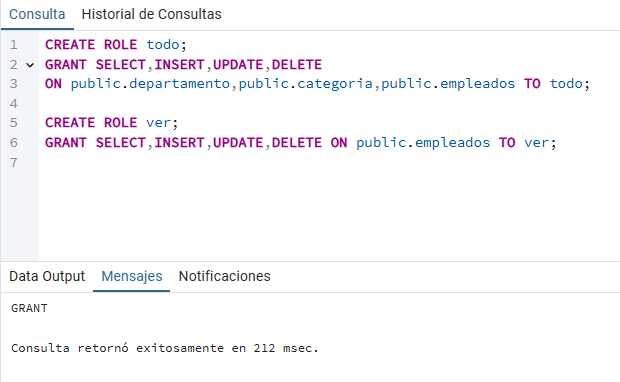 Consulta Historial de Consultas
1 CREATE ROLE todo;
2 GRANT SELECT,INSERT,UPDATE,DELETE
3 ON public.departamento,public.categoria,public.empleados TO todo;
4
5 CREATE ROLE ver;
6 GRANT SELECT,INSERT,UPDATE,DELETE ON public.empleados TO ver;
7
Data Output Mensajes Notificaciones
GRANT
Consulta retornó exitosamente en 212 msec.